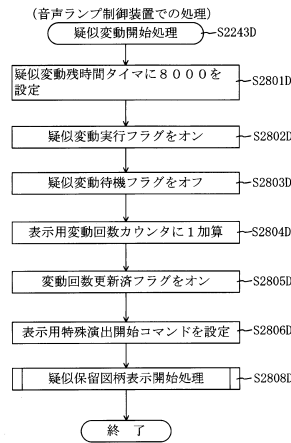 （音声ランプ制御装置での処理）
疑似変動開始処理
S2243D
疑似変動残時間タイマに８０００を
設定
S2801D
疑似変動実行フラグをオン
S2802D
疑似変動待機フラグをオフ
S2803D
表示用変動回数カウンタに１加算
S2804D
変動回数更新済フラグをオン
S2805D
表示用特殊演出開始コマンドを設定
S2806D
疑似保留図柄表示開始処理
S2808D
終 了